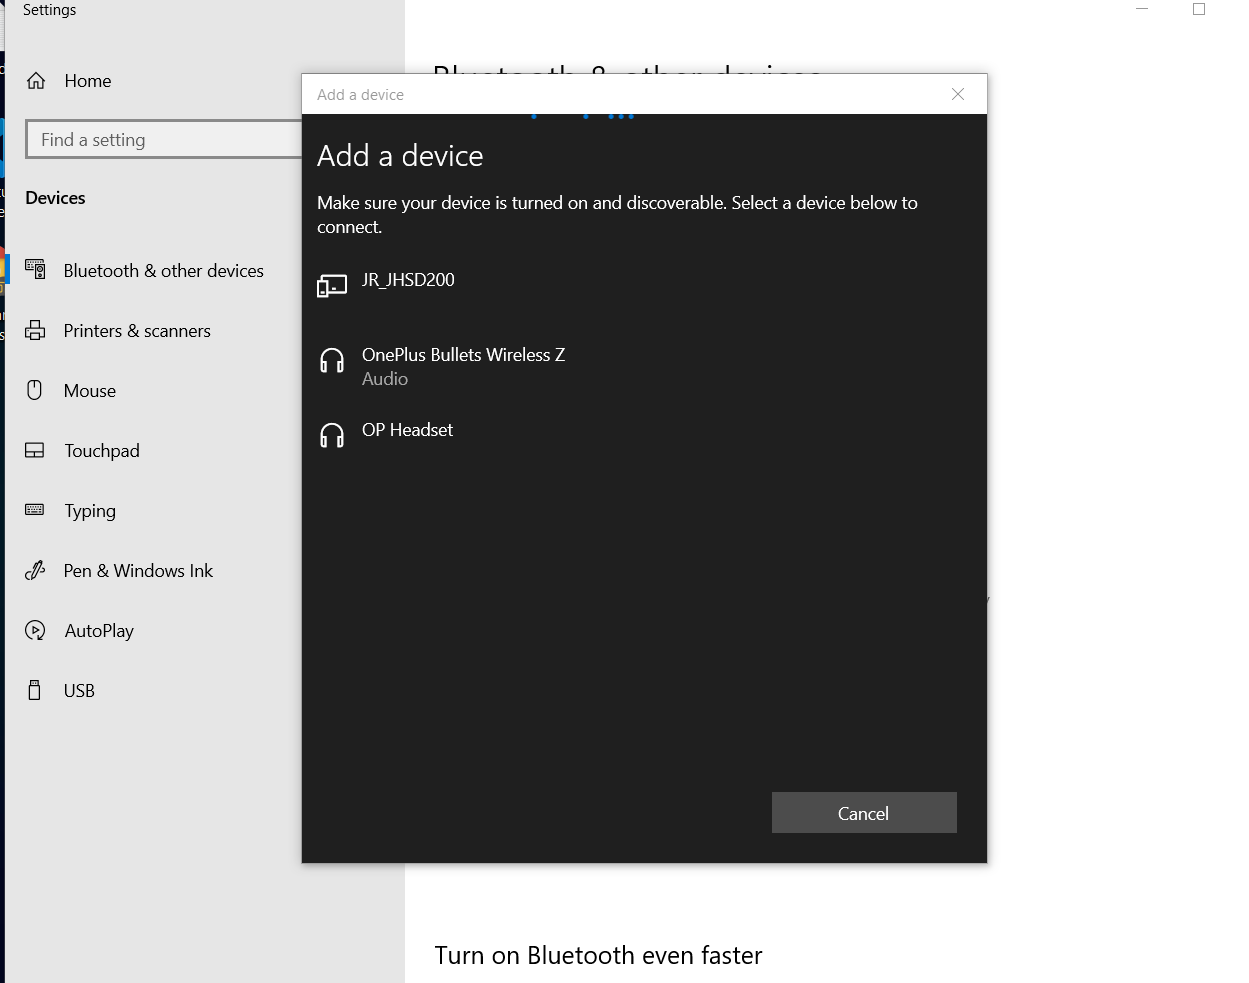 Settings
Home
Find a setting
Devices
Bluetooth & other devices
Printers & scanners
Mouse
Touchpad
Typing
Pen & Windows Ink
AutoPlay
USB
Bluetooth & other devices
Add a device
Add a device
Make sure your device is turned on and discoverable. Select a device below to
connect.
JR_JHSD200
OnePlus Bullets Wireless Z
Audio
OP Headset
Cancel
Turn on Bluetooth even faster